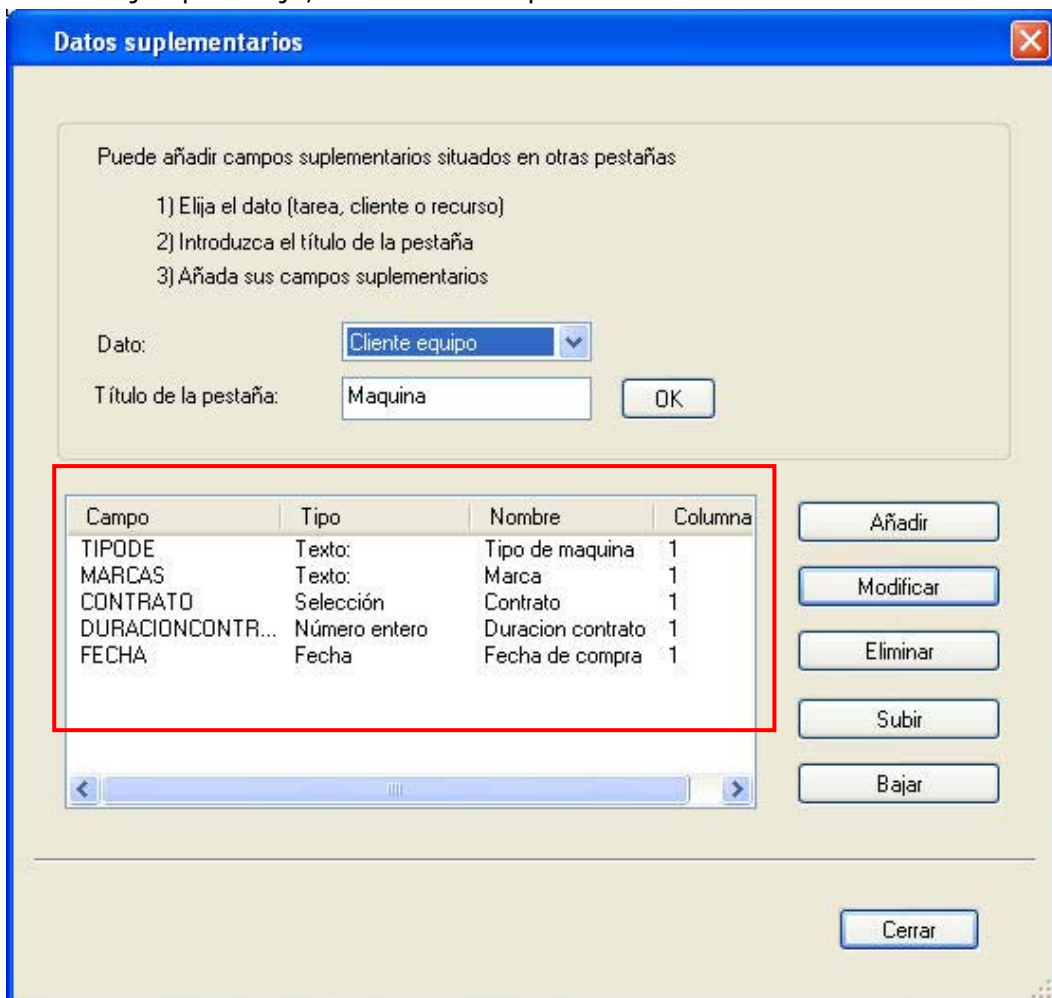 Datos suplementarios
Puede añadir campos suplementarios situados en otras pestañas
1) Elija el dato (tarea, cliente o recurso)
2) Introduzca el título de la pestaña
3) Añada sus campos suplementarios
Dato: Cliente equipo
Título de la pestaña: Maquina OK
Campo Tipo Nombre Columna
TIPODE Texto: Tipo de maquina 1
MARCAS Texto: Marca 1
CONTRATO Selección Contrato 1
DURACIONCONTR... Número entero Duracion contrato 1
FECHA Fecha Fecha de compra 1
Añadir
Modificar
Eliminar
Subir
Bajar
Cerrar